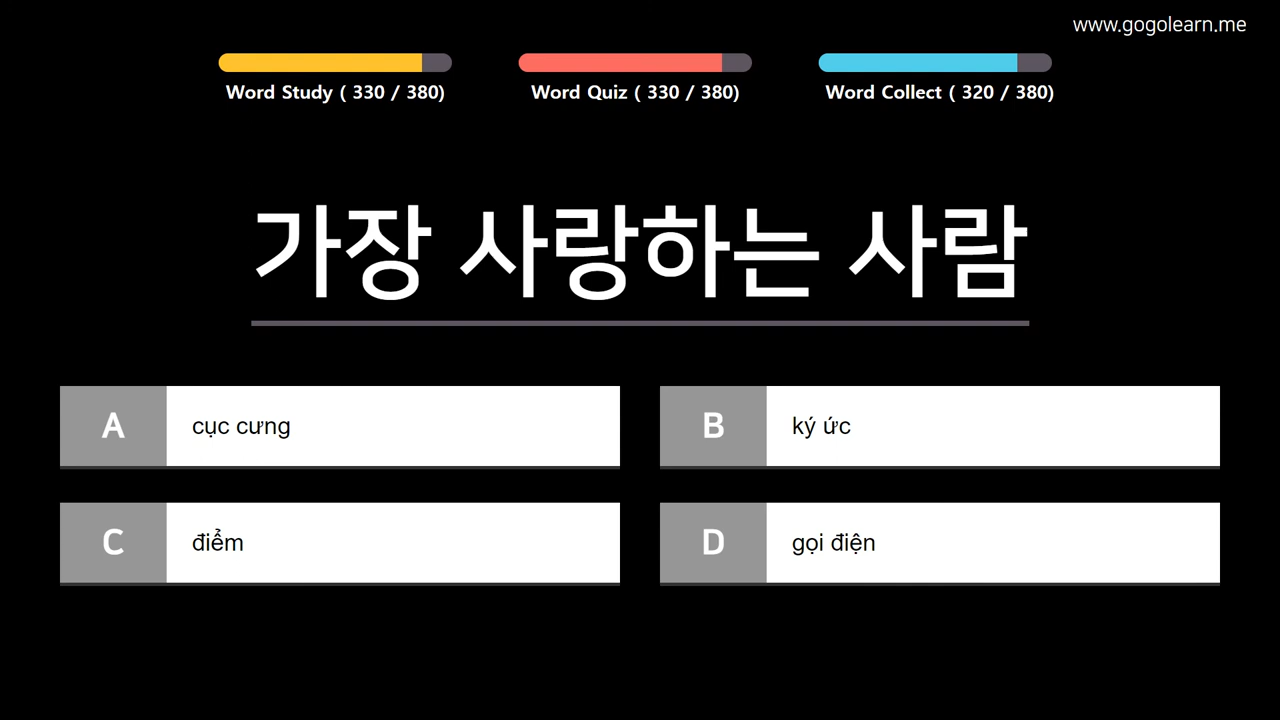 www.gogolearn.me
Word Study ( 330 / 380)
Word Quiz ( 330 / 380)
Word Collect ( 320 / 380)
가장 사랑하는 사람
A
cục cưng
B
ký ức
C
điểm
D
gọi điện